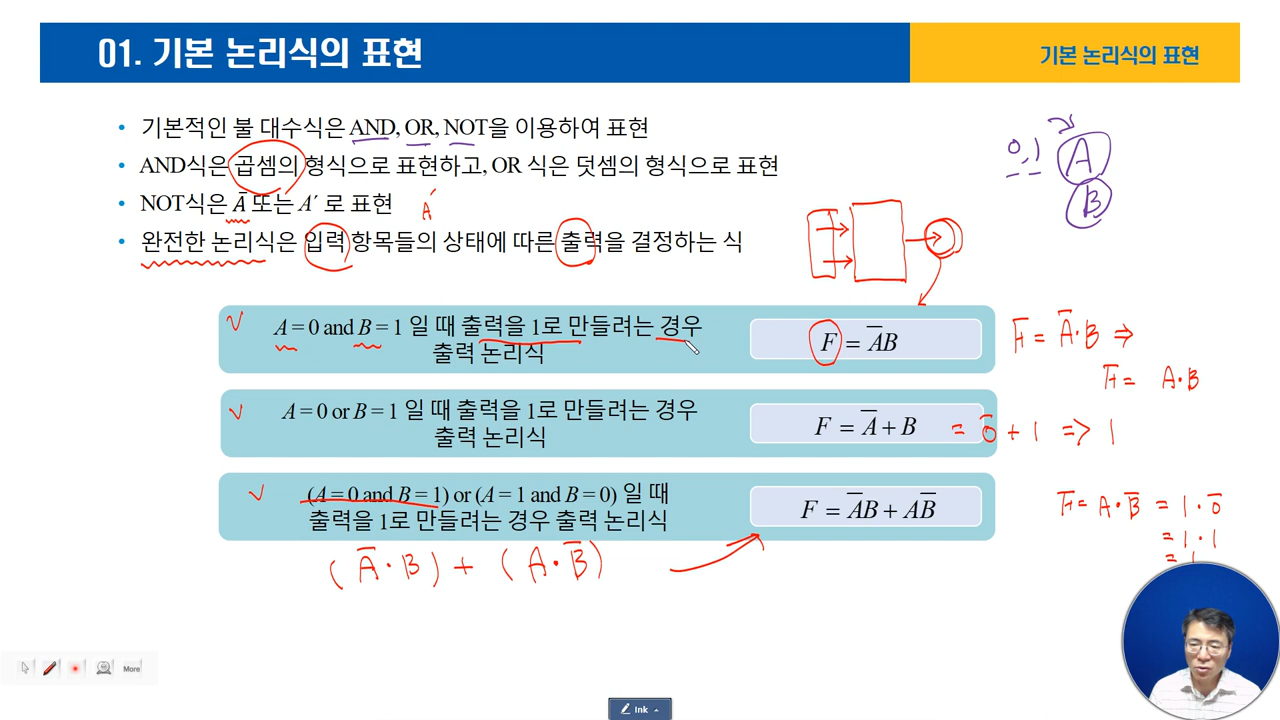 01. 기본 논리식의 표현
기본 논리식의 표현
• 기본적인 불 대수식은 AND, OR, NOT을 이용하여 표현
• AND식은 곱셈의 형식으로 표현하고, OR 식은 덧셈의 형식으로 표현
• NOT식은 A̅ 또는 A′ 로 표현
A′
• 완전한 논리식은 입력 항목들의 상태에 따른 출력을 결정하는 식
0,1 A
B
A = 0 and B = 1 일 때 출력을 1로 만들려는 경우
출력 논리식
F = A̅B
F = A̅·B ⇒
F = A·B
A = 0 or B = 1 일 때 출력을 1로 만들려는 경우
출력 논리식
F = A̅ + B
= 0̅ + 1 => 1
(A = 0 and B = 1) or (A = 1 and B = 0) 일 때
출력을 1로 만들려는 경우 출력 논리식
F = A̅B + AB̅
F = A·B̅ = 1·0̅
= 1·1
= 1
(A̅·B) + (A·B̅)
More
Ink